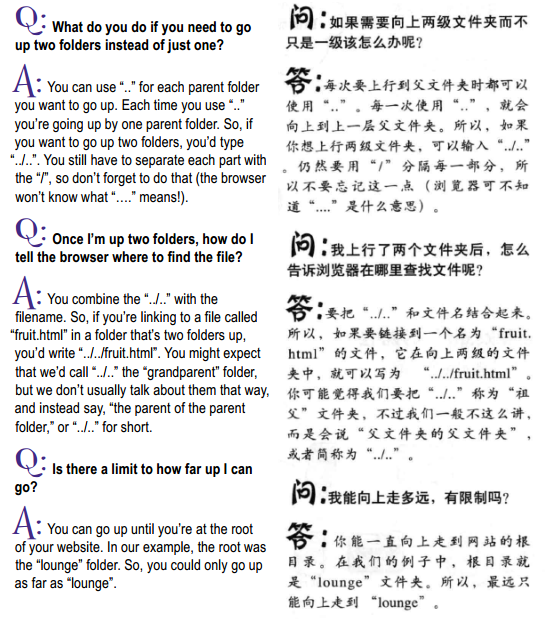 Q: What do you do if you need to go
up two folders instead of just one?
A: You can use “..” for each parent folder
you want to go up. Each time you use “..”
you’re going up by one parent folder. So, if
you want to go up two folders, you’d type
“../..”. You still have to separate each part with
the “/”, so don’t forget to do that (the browser
won’t know what “....” means!).
Q: Once I’m up two folders, how do I
tell the browser where to find the file?
A: You combine the “../..” with the
filename. So, if you’re linking to a file called
“fruit.html” in a folder that’s two folders up,
you’d write “../../fruit.html”. You might expect
that we’d call “../..” the “grandparent” folder,
but we don’t usually talk about them that way,
and instead say, “the parent of the parent
folder,” or “../..” for short.
Q: Is there a limit to how far up I can
go?
A: You can go up until you’re at the root
of your website. In our example, the root was
the “lounge” folder. So, you could only go up
as far as “lounge”.
问:如果需要向上两级文件夹而不
只是一级该怎么办呢?
答:每次要上行到父文件夹时都可以
使用 “..” 。每一次使用 “..” ，就会
向上到上一层父文件夹。所以，如果
你想上行两级文件夹，可以输入 “../..”
。仍然要用 “/” 分隔每一部分，所
以不要忘记这一点（浏览器可不知
道 “....” 是什么意思）。
问:我上行了两个文件夹后，怎么
告诉浏览器在哪里查找文件呢?
答:要把 “../..” 和文件名结合起来。
所以，如果要链接到一个名为 “fruit.
html” 的文件，它在向上两级的文件
夹中，就可以写为 “../../fruit.html” 。
你可能觉得我们要把 “../..” 称为 “祖
父” 文件夹，不过我们一般不这么讲，
而是会说 “父文件夹的父文件夹” ，
或者简称为 “../..” 。
问:我能向上走多远，有限制吗?
答:你能一直向上走到网站的根
目录。在我们的例子中，根目录就
是 “lounge” 文件夹。所以，最远只
能向上走到 “lounge” 。